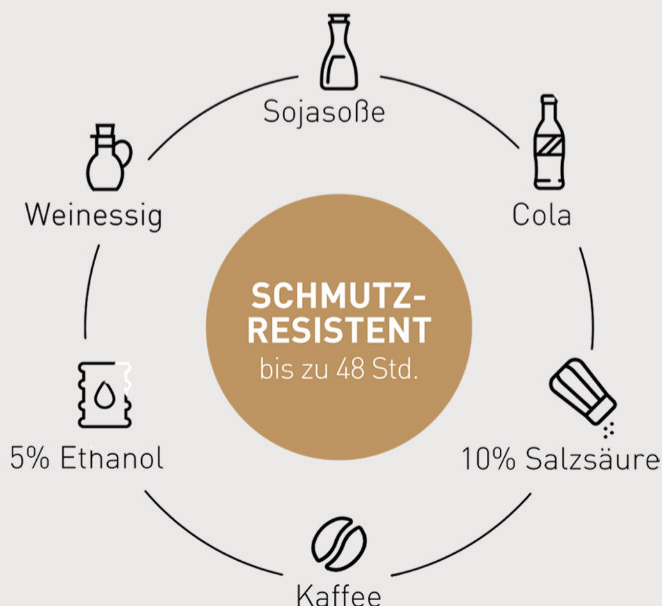 Sojasoße
Weinessig
Cola
SCHMUTZ-
RESISTENT
bis zu 48 Std.
5% Ethanol
10% Salzsäure
Kaffee